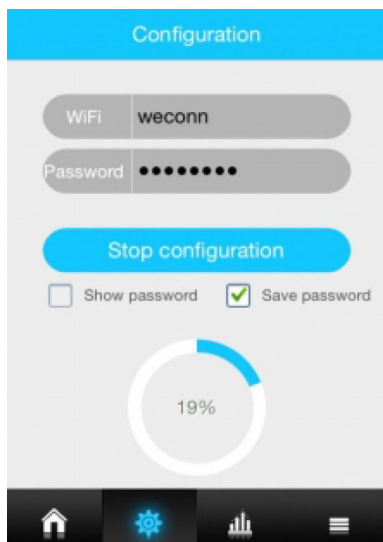 Configuration
WiFi weconn
Password ••••••••
Stop configuration
Show password Save password
19%